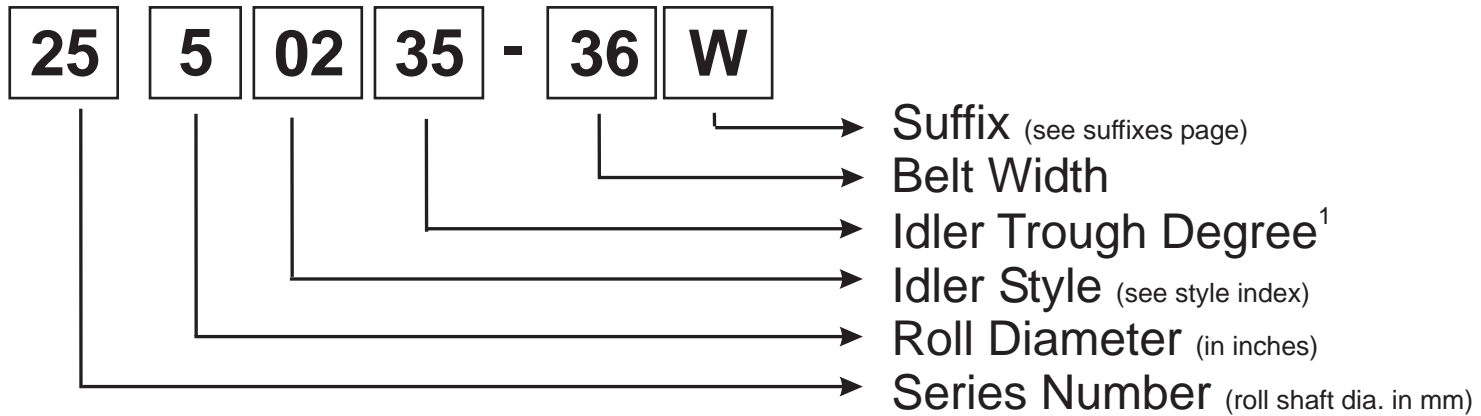 25 5 02 35 - 36 W
Suffix (see suffixes page)
Belt Width
Idler Trough Degree¹
Idler Style (see style index)
Roll Diameter (in inches)
Series Number (roll shaft dia. in mm)